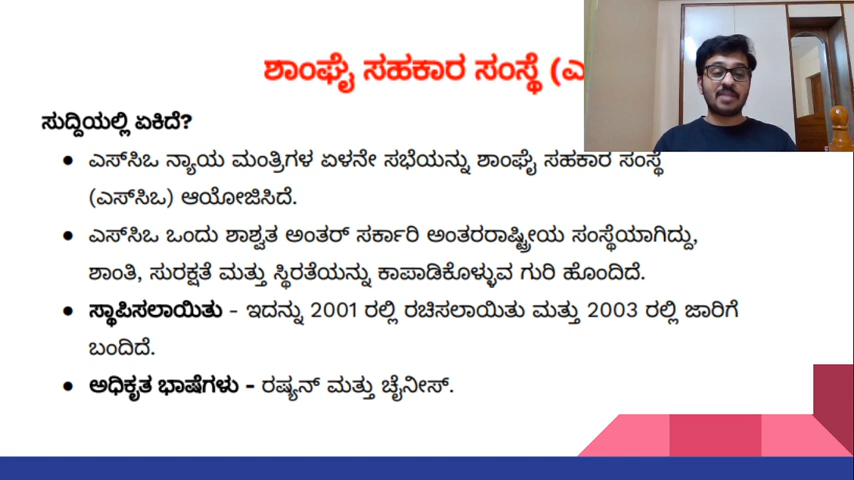 ಶಾಂಘೈ ಸಹಕಾರ ಸಂಸ್ಥೆ
ಸುದ್ದಿಯಲ್ಲಿ ಏಕಿದೆ?
● ಎಸ್‌ಸಿಒ ನ್ಯಾಯ ಮಂತ್ರಿಗಳ ಏಳನೇ ಸಭೆಯನ್ನು ಶಾಂಘೈ ಸಹಕಾರ ಸಂಸ್ಥೆ
(ಎಸ್‌ಸಿಒ) ಆಯೋಜಿಸಿದೆ.
● ಎಸ್‌ಸಿಒ ಒಂದು ಶಾಶ್ವತ ಅಂತರ್ ಸರ್ಕಾರಿ ಅಂತರರಾಷ್ಟ್ರೀಯ ಸಂಸ್ಥೆಯಾಗಿದ್ದು,
ಶಾಂತಿ, ಸುರಕ್ಷತೆ ಮತ್ತು ಸ್ಥಿರತೆಯನ್ನು ಕಾಪಾಡಿಕೊಳ್ಳುವ ಗುರಿ ಹೊಂದಿದೆ.
● ಸ್ಥಾಪಿಸಲಾಯಿತು - ಇದನ್ನು 2001 ರಲ್ಲಿ ರಚಿಸಲಾಯಿತು ಮತ್ತು 2003 ರಲ್ಲಿ ಜಾರಿಗೆ
ಬಂದಿದೆ.
● ಅಧಿಕೃತ ಭಾಷೆಗಳು - ರಷ್ಯನ್ ಮತ್ತು ಚೈನೀಸ್.